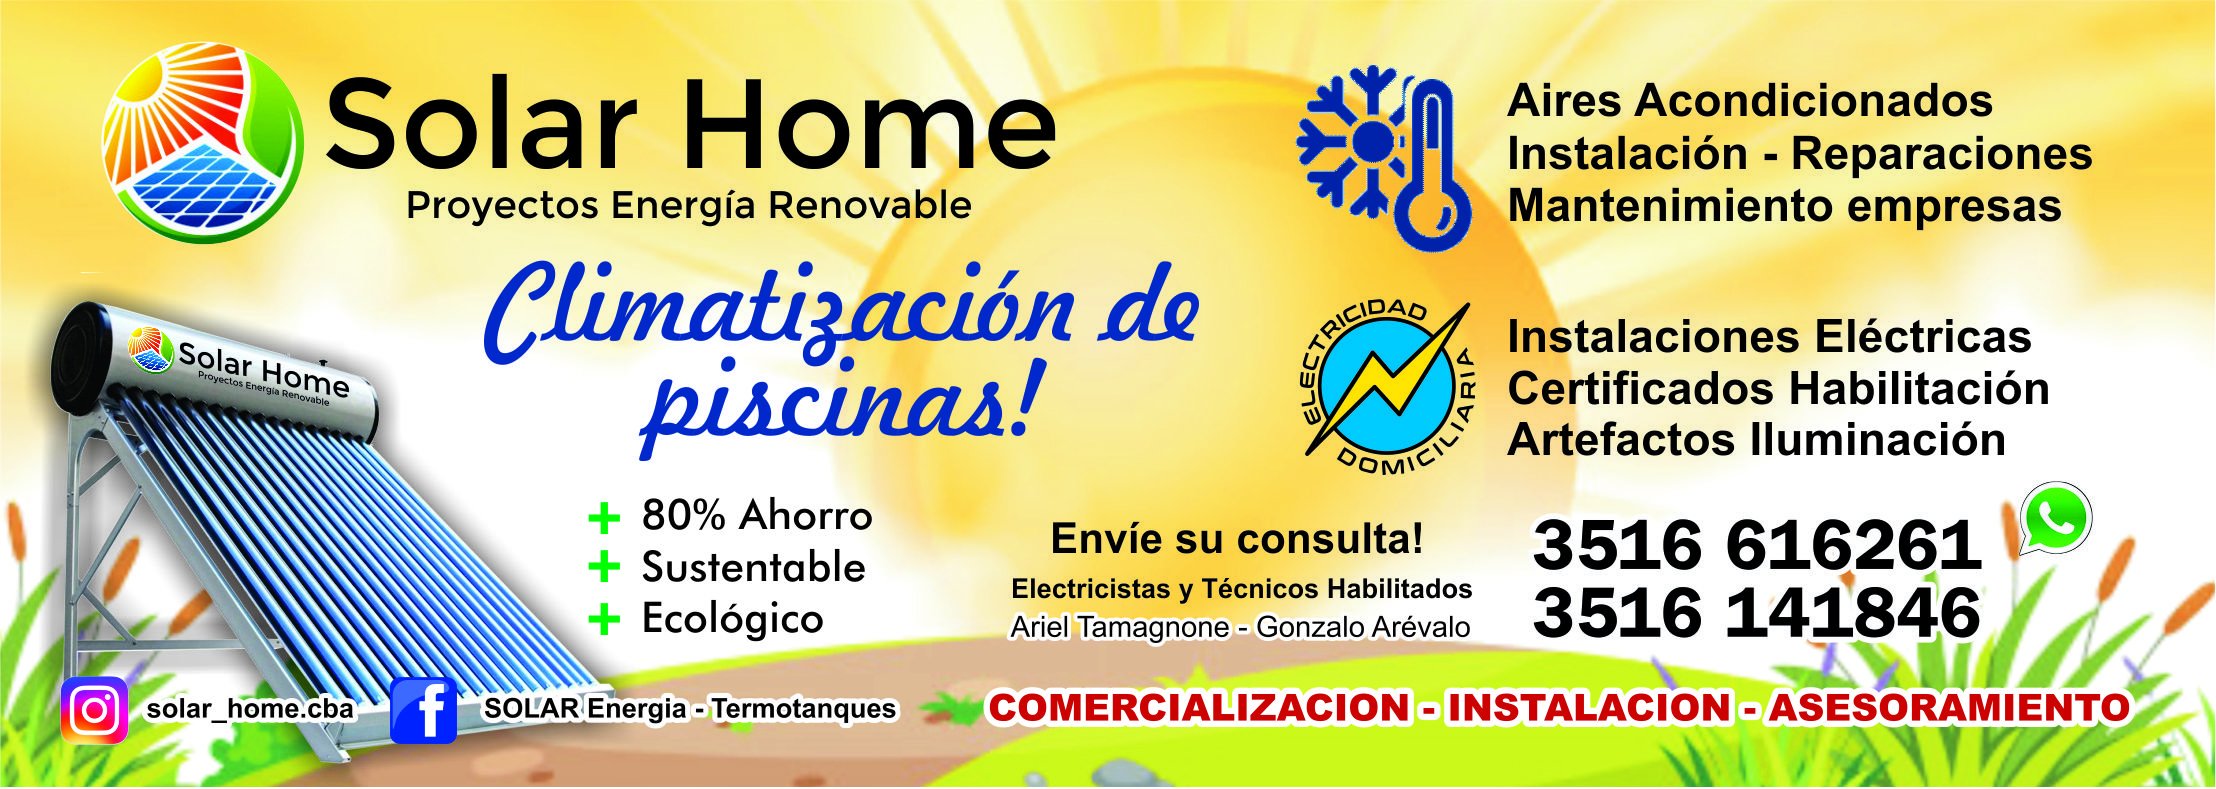 Solar Home
Proyectos Energía Renovable
Climatización de
piscinas!
Solar Home
Proyectos Energía Renovable
+ 80% Ahorro
+ Sustentable
+ Ecológico
Aires Acondicionados
Instalación - Reparaciones
Mantenimiento empresas
ELECTRICIDAD
DOMICILIARIA
Instalaciones Eléctricas
Certificados Habilitación
Artefactos Iluminación
Envíe su consulta!
Electricistas y Técnicos Habilitados
Ariel Tamagnone - Gonzalo Arévalo
3516 616261
3516 141846
solar_home.cba
SOLAR Energia - Termotanques
COMERCIALIZACION - INSTALACION - ASESORAMIENTO